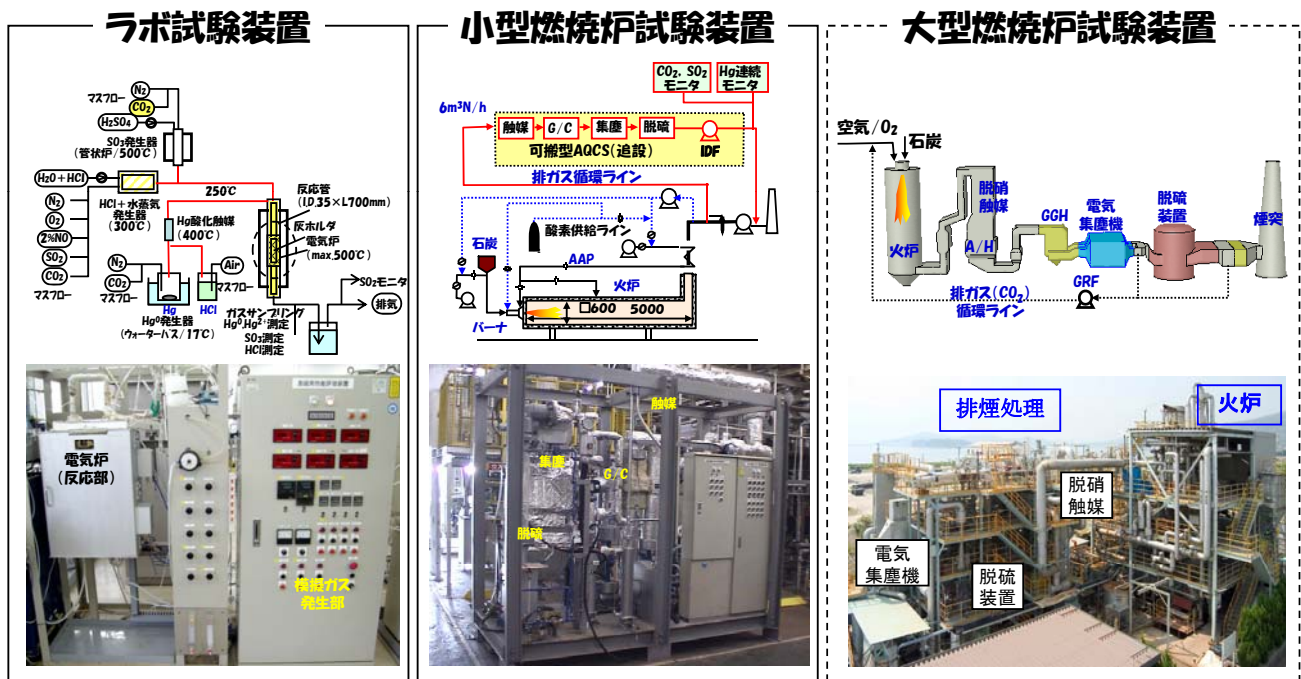 ラボ試験装置
N₂
マスフロー
CO₂
H₂SO₄
SO₃発生器
(管状炉/500℃)
H₂O+HCl
250℃
HCl+水蒸気
発生器
(300℃)
N₂
O₂
2%NO
SO₂
CO₂
マスフロー
Hg酸化触媒
(400℃)
反応管
(I.D.35×L700mm)
反ホルダ
電気炉
(max.500℃)
N₂
CO₂
マスフロー
Air
マスフロー
Hg
HCl
Hg⁰発生器
(ウォーターバス/17℃)
ガスサンプリング
Hg⁰,Hg²⁺測定
SO₃測定
HCl測定
SO₂モニタ
排気
電気炉
(反応部)
模擬ガス
発生部
小型燃焼炉試験装置
CO₂, SO₂
モニタ
Hg連続
モニタ
6m³N/h
触媒
G/C
集塵
脱硫
IDF
可搬型AQCS(追設)
排ガス循環ライン
酸素供給ライン
石炭
AAP
火炉
□600
5000
バーナ
触媒
集塵
G/C
脱硫
大型燃焼炉試験装置
空気/O₂
石炭
脱硝
触媒
GGH
電気
集塵機
脱硫
装置
煙突
火炉
A/H
GRF
排ガス(CO₂)
循環ライン
排煙処理
火炉
脱硝
触媒
電気
集塵機
脱硫
装置